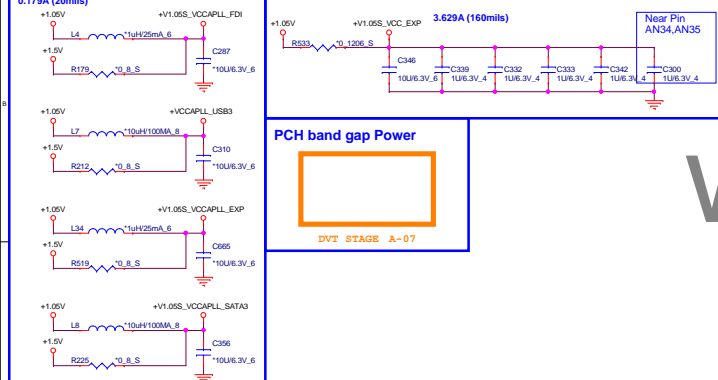 0.179A (20mils)
+1.05V
+V1.05S_VCCAPLL_FDI
L4
*1uH/25mA_6
+1.5V
C287
R179
*0_8_S
*10U/6.3V_6
+1.05V
+VCCAPLL_USB3
L7
*10uH/100MA_8
+1.5V
C310
R212
*0_8_S
*10U/6.3V_6
+1.05V
+V1.05S_VCCAPLL_EXP
L34
*1uH/25mA_6
+1.5V
C665
R519
*0_8_S
*10U/6.3V_6
+1.05V
+V1.05S_VCCAPLL_SATA3
L8
*10uH/100MA_8
+1.5V
C356
R225
*0_8_S
*10U/6.3V_6
B
+1.05V
+V1.05S_VCC_EXP
3.629A (160mils)
Near Pin
AN34,AN35
R533
*0_1206_S
C346
10U/6.3V_6
C339
1U/6.3V_4
C332
1U/6.3V_4
C333
1U/6.3V_4
C342
1U/6.3V_4
C300
1U/6.3V_4
PCH band gap Power
DVT STAGE A-07
V